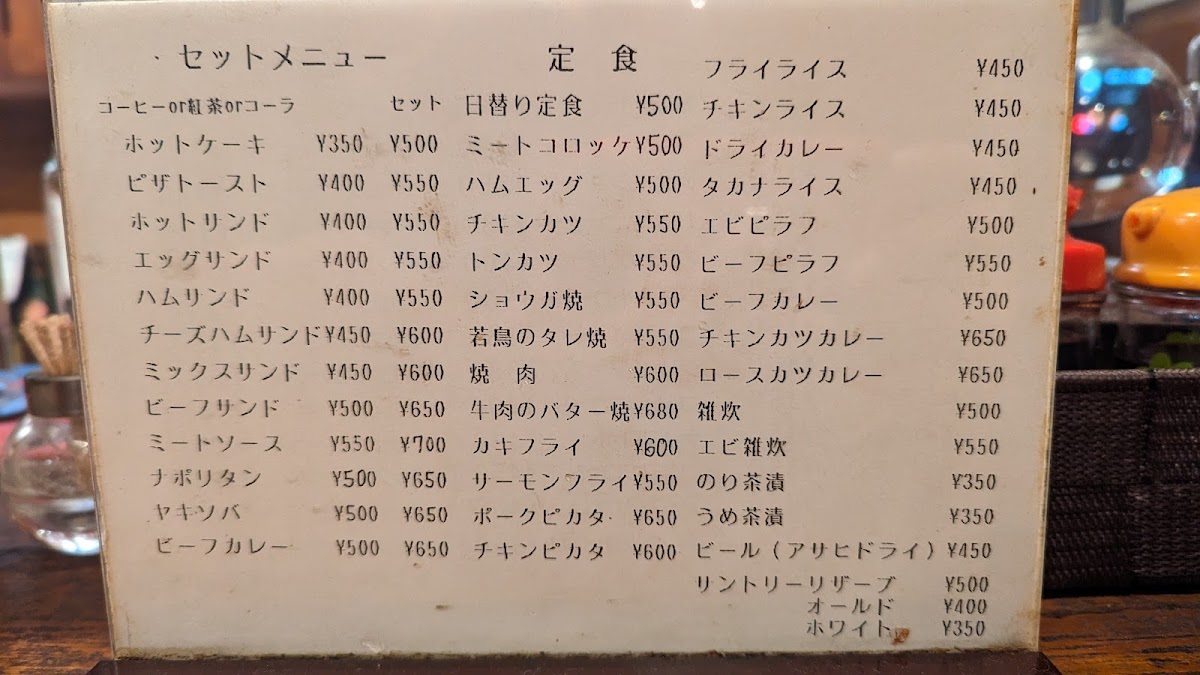 セットメニュー
コーヒーor紅茶orコーラ セット
ホットケーキ ¥350 ¥500
ピザトースト ¥400 ¥550
ホットサンド ¥400 ¥550
エッグサンド ¥400 ¥550
ハムサンド ¥400 ¥550
チーズハムサンド ¥450 ¥600
ミックスサンド ¥450 ¥600
ビーフサンド ¥500 ¥650
ミートソース ¥550 ¥700
ナポリタン ¥500 ¥650
ヤキソバ ¥500 ¥650
ビーフカレー ¥500 ¥650
定 食
日替り定食 ¥500
ミートコロッケ ¥500
ハムエッグ ¥500
チキンカツ ¥550
トンカツ ¥550
ショウガ焼 ¥550
若鳥のタレ焼 ¥550
焼 肉 ¥600
牛肉のバター焼 ¥680
カキフライ ¥600
サーモンフライ ¥550
ポークピカタ ¥650
チキンピカタ ¥600
フライライス ¥450
チキンライス ¥450
ドライカレー ¥450
タカナライス ¥450
エビピラフ ¥500
ビーフピラフ ¥550
ビーフカレー ¥500
チキンカツカレー ¥650
ロースカツカレー ¥650
雑炊 ¥500
エビ雑炊 ¥550
のり茶漬 ¥350
うめ茶漬 ¥350
ビール(アサヒドライ) ¥450
サントリーリザーブ ¥500
オールド ¥400
ホワイト ¥350